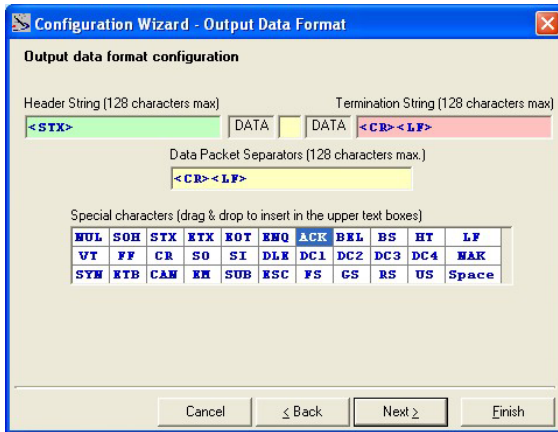 Configuration Wizard - Output Data Format
Output data format configuration
Header String (128 characters max) Termination String (128 characters max)
<STX> DATA DATA <CR><LF>
Data Packet Separators (128 characters max.)
<CR><LF>
Special characters (drag & drop to insert in the upper text boxes)
NUL SOH STX ETX EOT ENQ ACK BEL BS HT LF
VT FF CR SO SI DLE DC1 DC2 DC3 DC4 NAK
SYN ETB CAN EM SUB ESC FS GS RS US Space
Cancel < Back Next > Finish